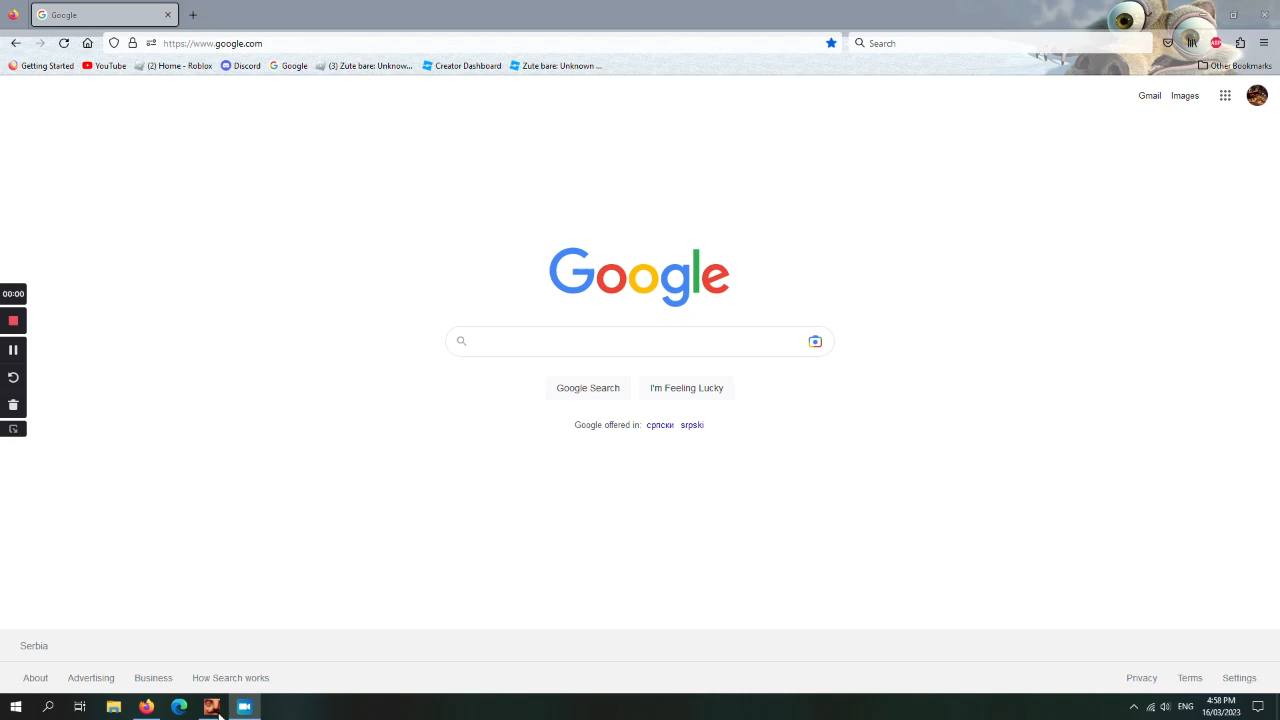 Google
https://www.google.com
Search
ABP
Getting Started
YouTube
(2) Home - Roblox
Discord
Google
(3) Zute bare: Unknow...
Creator Dashboard
Zute bare: Unknown ...
Other Bookmarks
Gmail
Images
Google
00:00
Google Search
I'm Feeling Lucky
Google offered in: српски srpski
Serbia
About
Advertising
Business
How Search works
Privacy
Terms
Settings
ENG
4:58 PM
16/03/2023